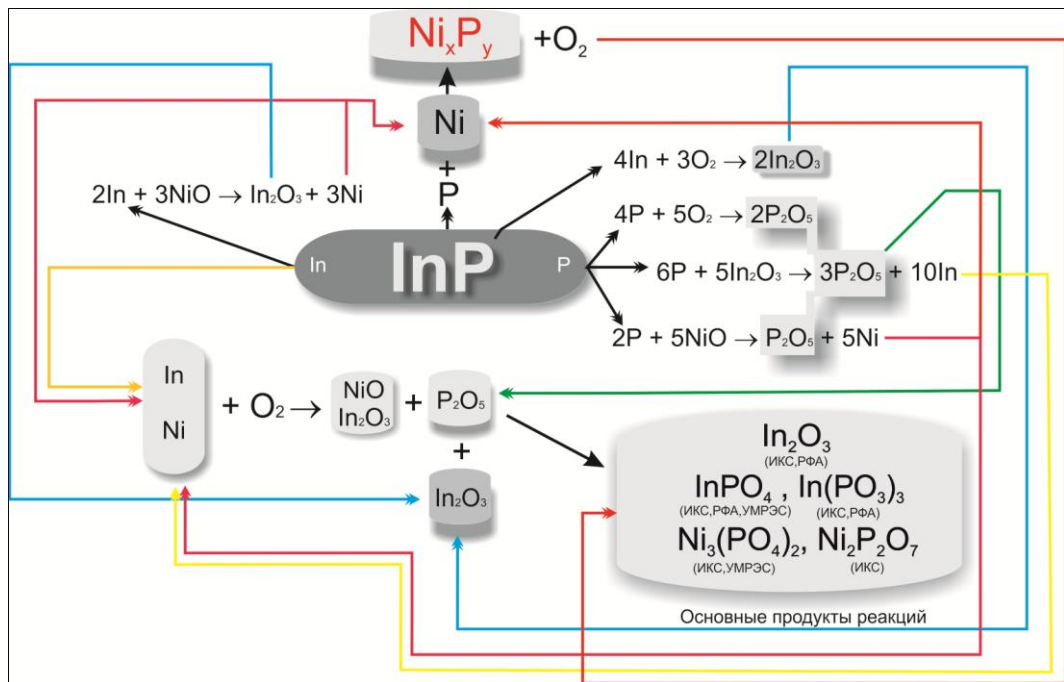 NiₓPᵧ +O₂
Ni
+
P
2In + 3NiO → In₂O₃ + 3Ni
4In + 3O₂ → 2In₂O₃
4P + 5O₂ → 2P₂O₅
In InP P
6P + 5In₂O₃ → 3P₂O₅ + 10In
2P + 5NiO → P₂O₅ + 5Ni
In
Ni
+ O₂ →
NiO
In₂O₃
+ P₂O₅
+
In₂O₃
In₂O₃
(ИКС,РФА)
InPO₄ , In(PO₃)₃
(ИКС,РФА,УМРЭС) (ИКС,РФА)
Ni₃(PO₄)₂, Ni₂P₂O₇
(ИКС,УМРЭС) (ИКС)
Основные продукты реакций